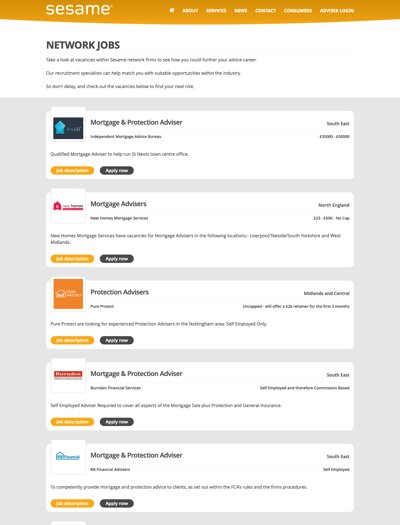 sesame
ABOUT SERVICES NEWS CONTACT CONSUMERS ADVISER LOGIN
NETWORK JOBS
Take a look at vacancies within Sesame network firms to see how you could further your advice career.
Our recruitment specialists can help match you with suitable opportunities within the industry.
So don't delay, and check out the vacancies below to find your next role.
Mortgage & Protection Adviser
South East
Independent Mortgage Advice Bureau
£35000 - £50000
Qualified Mortgage Adviser to help run St Neots town centre office.
Job description Apply now
new homes
Mortgage Advisers
North England
New Homes Mortgage Services
£23 - £50K - No Cap
New Homes Mortgage Services have vacancies for Mortgage Advisers in the following locations:- Liverpool/Teeside/South Yorkshire and West
Midlands.
Job description Apply now
PURE
PROTECT
Protection Advisers
Midlands and Central
Pure Protect
Uncapped - will offer a £2k retainer for the first 3 months
Pure Protect are looking for experienced Protection Advisers in the Nottingham area. Self Employed Only.
Job description Apply now
Burnden
Mortgage & Protection Adviser
South East
Burnden Financial Services
Self Employed and therefore Commission Based
Self Employed Adviser Required to cover all aspects of the Mortgage Sale plus Protection and General Insurance.
Job description Apply now
RB Financial
Mortgage & Protection Adviser
South East
RB Financial Advisers
Self Employed
To competently provide mortgage and protection advice to clients, as set out within the FCA's rules and the firms procedures.
Job description Apply now